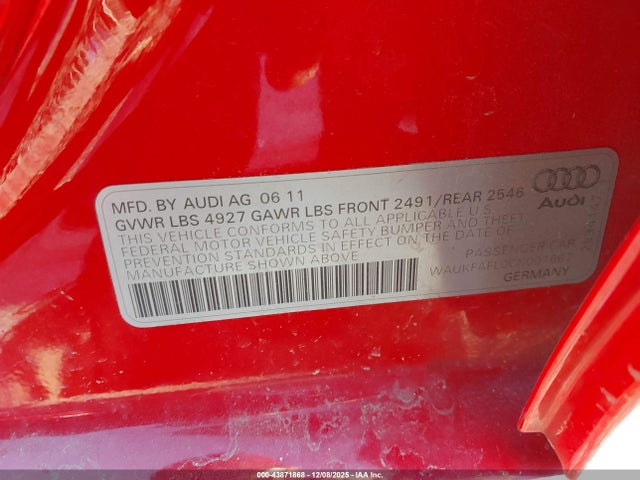 MFD. BY AUDI AG 06 11
GVWR LBS 4927 GAWR LBS FRONT 2491/REAR 2546
THIS VEHICLE CONFORMS TO ALL APPLICABLE U.S.
FEDERAL MOTOR VEHICLE SAFETY BUMPER AND THEFT
PREVENTION STANDARDS IN EFFECT ON THE DATE OF
MANUFACTURE SHOWN ABOVE.
PASSENGER CAR
GERMANY
Audi
00-43871868 12/08/2025 - IAA Inc.